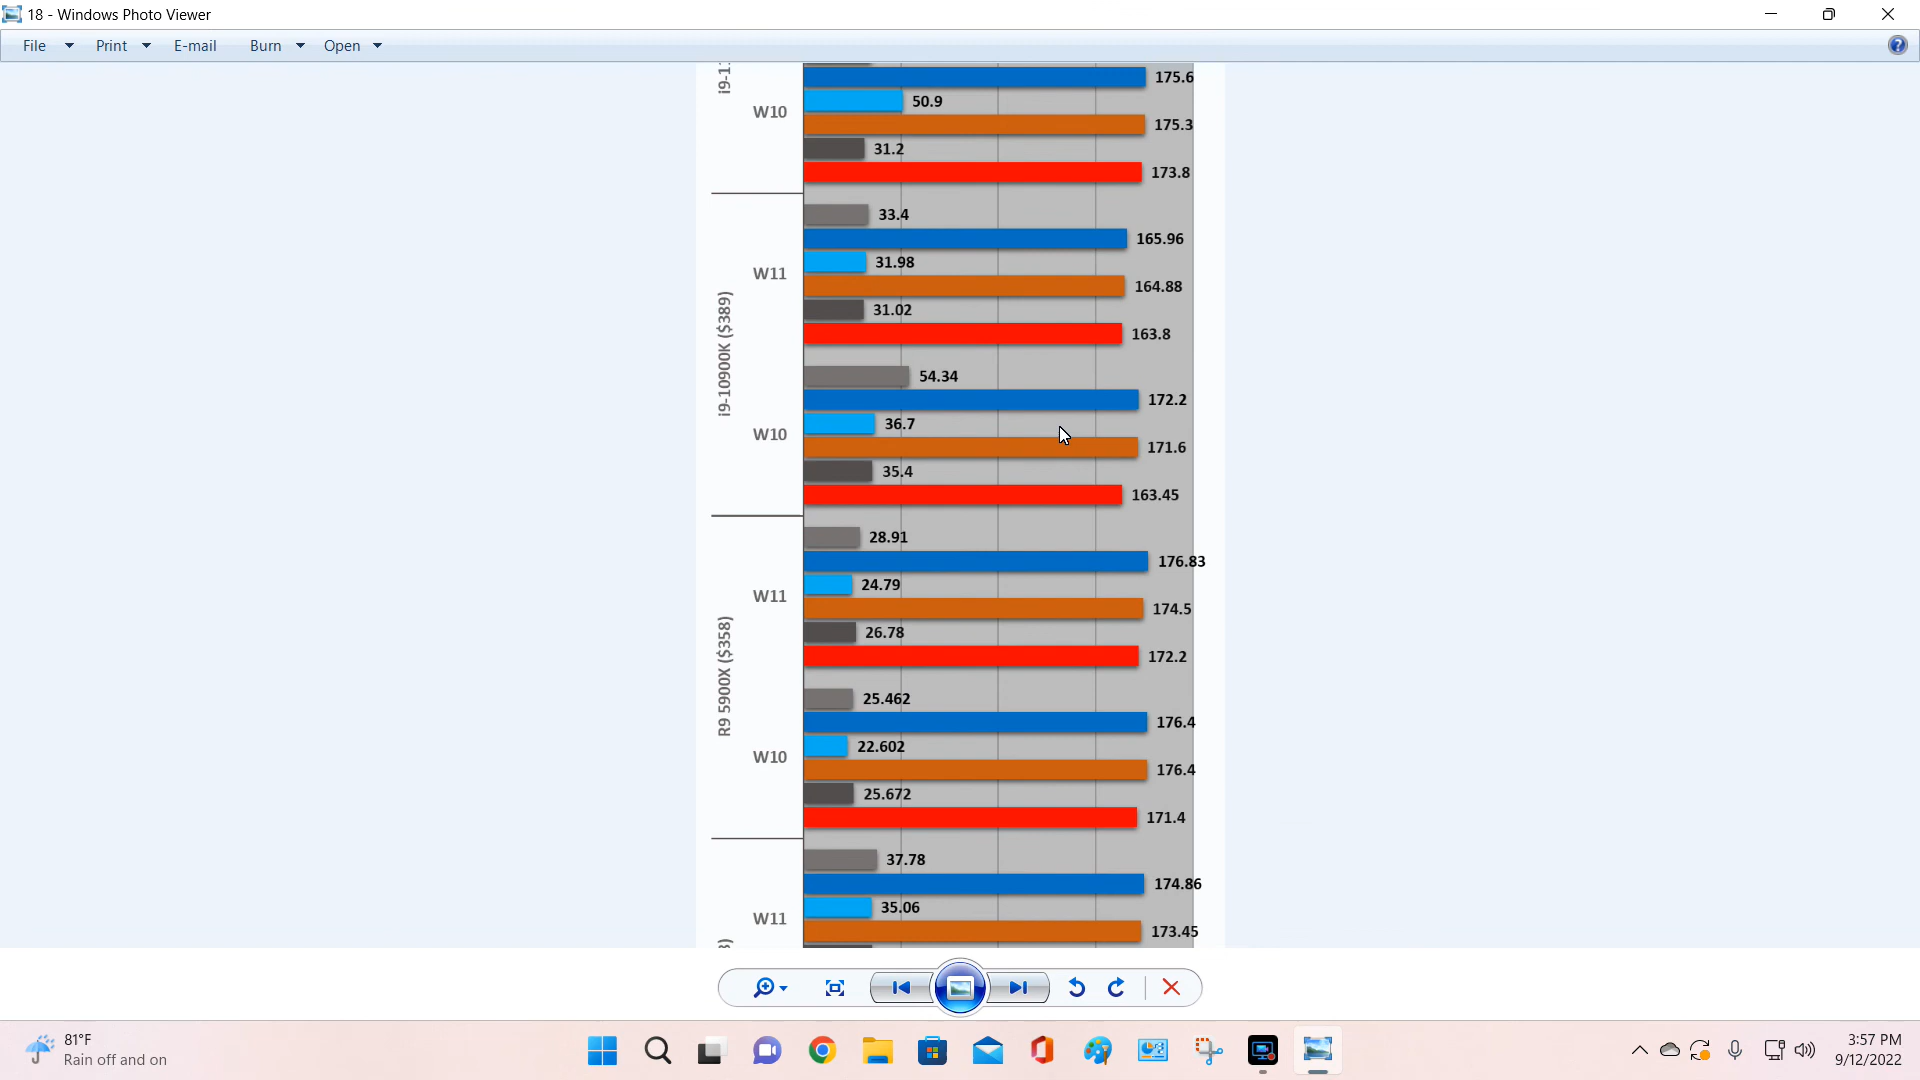 18 - Windows Photo Viewer
File Print E-mail Burn Open
i9-1
W10
175.6
50.9
175.3
31.2
173.8
i9-10900K ($389)
W11
33.4
165.96
31.98
164.88
31.02
163.8
W10
54.34
172.2
36.7
171.6
35.4
163.45
R9 5900X ($358)
W11
28.91
176.83
24.79
174.5
26.78
172.2
W10
25.462
176.4
22.602
176.4
25.672
171.4
W11
37.78
174.86
35.06
173.45
81°F
Rain off and on
3:57 PM
9/12/2022